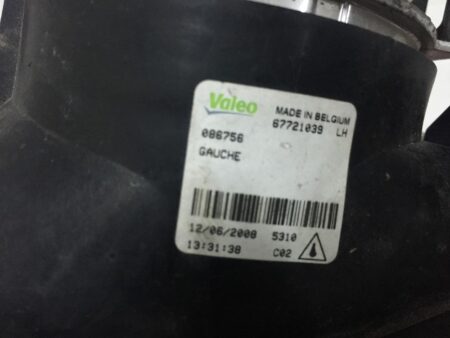 Valeo
MADE IN BELGIUM
67721039 LH
086756
GAUCHE
12/06/2008 5310
13:31:38 C02